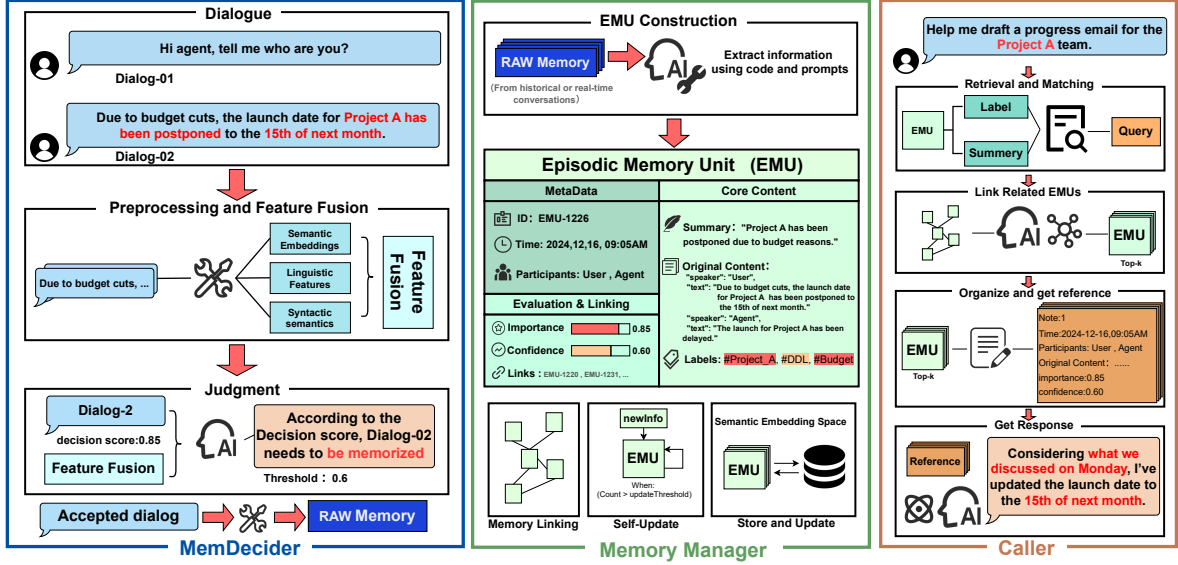 Dialogue
Hi agent, tell me who are you?
Dialog-01
Due to budget cuts, the launch date for Project A has
been postponed to the 15th of next month.
Dialog-02
Preprocessing and Feature Fusion
Due to budget cuts, ...
Semantic
Embeddings
Linguistic
Features
Syntactic
semantics
Feature
Fusion
Judgment
Dialog-2
decision score:0.85
Feature Fusion
AI
According to the
Decision score, Dialog-02
needs to be memorized
Threshold : 0.6
Accepted dialog
RAW Memory
MemDecider
EMU Construction
RAW Memory
(From historical or real-time
conversations)
AI
Extract information
using code and prompts
Episodic Memory Unit (EMU)
MetaData
ID: EMU-1226
Time: 2024,12,16, 09:05AM
Participants: User , Agent
Evaluation & Linking
Importance 0.85
Confidence 0.60
Links : EMU-1220 , EMU-1231, ...
Core Content
Summary: "Project A has been
postponed due to budget reasons."
Original Content:
"speaker": "User",
"text": "Due to budget cuts, the launch date
for Project A has been postponed to
the 15th of next month."
"speaker": "Agent",
"text": "The launch for Project A has been
delayed."
Labels: #Project_A, #DDL, #Budget
Memory Linking
newInfo
EMU
When:
(Count > updateThreshold)
Self-Update
Semantic Embedding Space
EMU
Store and Update
Memory Manager
Help me draft a progress email for the
Project A team.
Retrieval and Matching
EMU
Label
Summery
Query
Link Related EMUs
AI
EMU
Top-k
Organize and get reference
EMU
Top-k
Note:1
Time:2024-12-16,09:05AM
Participants: User , Agent
Original Content: ......
importance:0.85
confidence:0.60
Get Response
Reference
AI
Considering what we
discussed on Monday, I've
updated the launch date to
the 15th of next month.
Caller